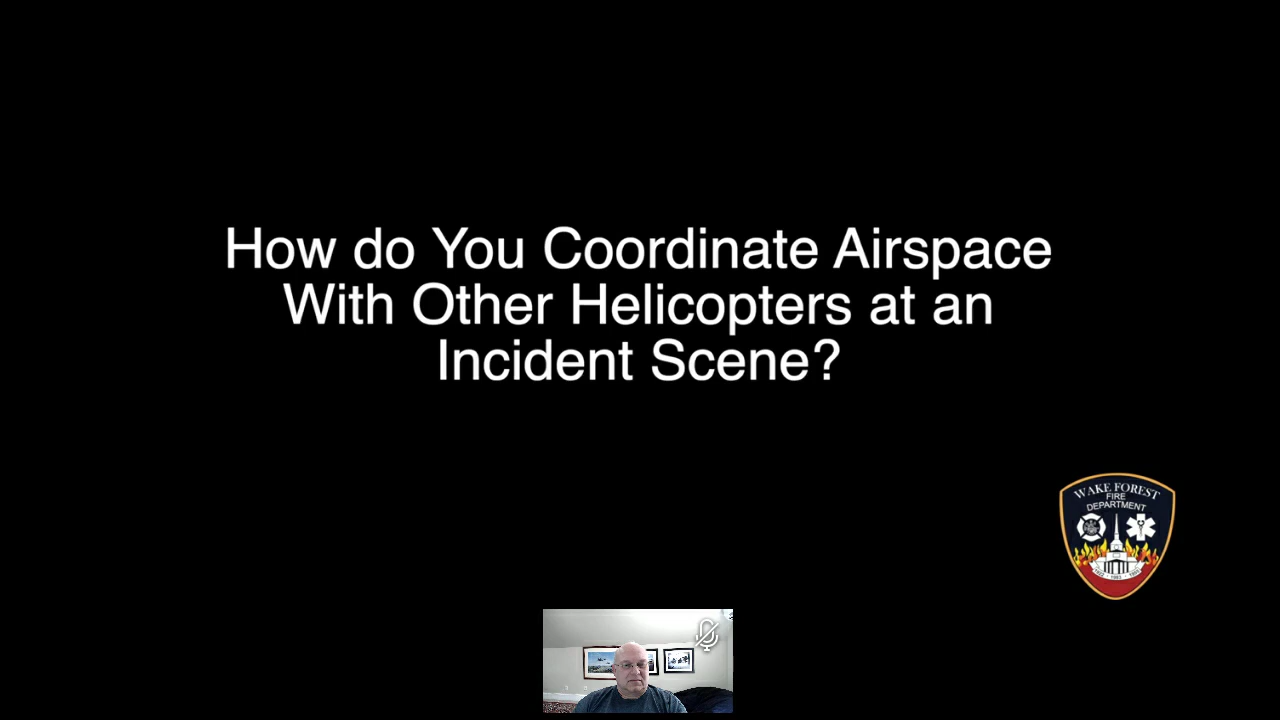 How do You Coordinate Airspace
With Other Helicopters at an
Incident Scene?
WAKE FOREST
FIRE
DEPARTMENT